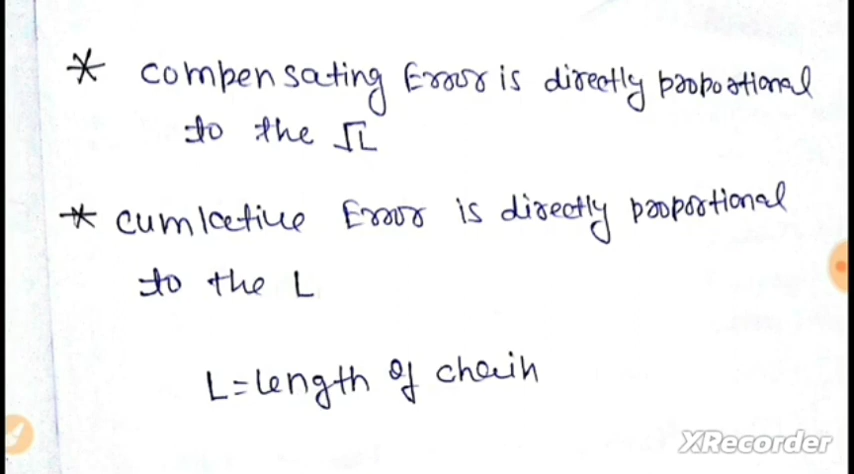 * compensating Error is directly proportional
to the √L
* cumlative Error is directly proportional
to the L
L=length of chain
XRecorder